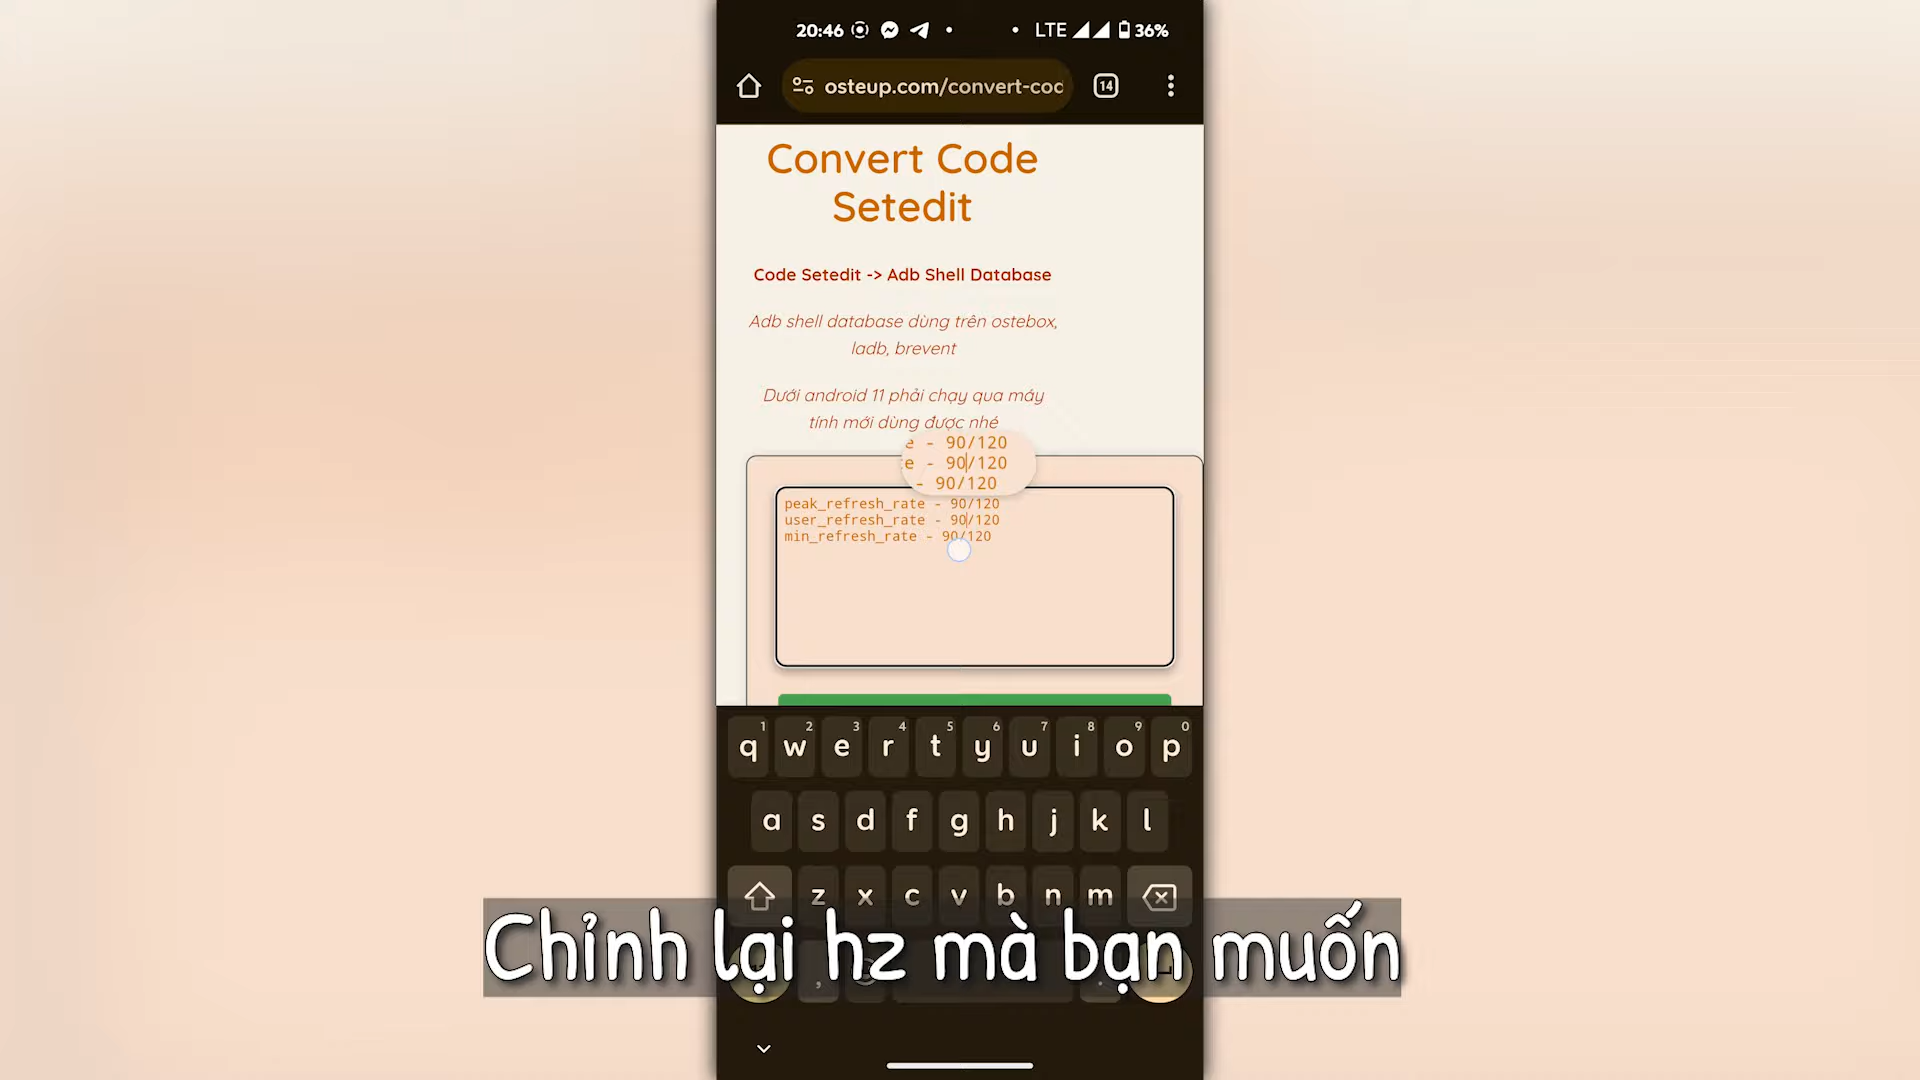 20:46 LTE 36%
osteup.com/convert-cod
14
Convert Code
Setedit
Code Setedit -> Adb Shell Database
Adb shell database dùng trên ostebox,
ladb, brevent
Dưới android 11 phải chạy qua máy
tính mới dùng được nhé
e - 90/120
e - 90/120
- 90/120
peak_refresh_rate - 90/120
user_refresh_rate - 90/120
min_refresh_rate - 90/120
1 2 3 4 5 6 7 8 9 0
q w e r t y u i o p
a s d f g h j k l
z x c v b n m
Chỉnh lại hz mà bạn muốn
, .